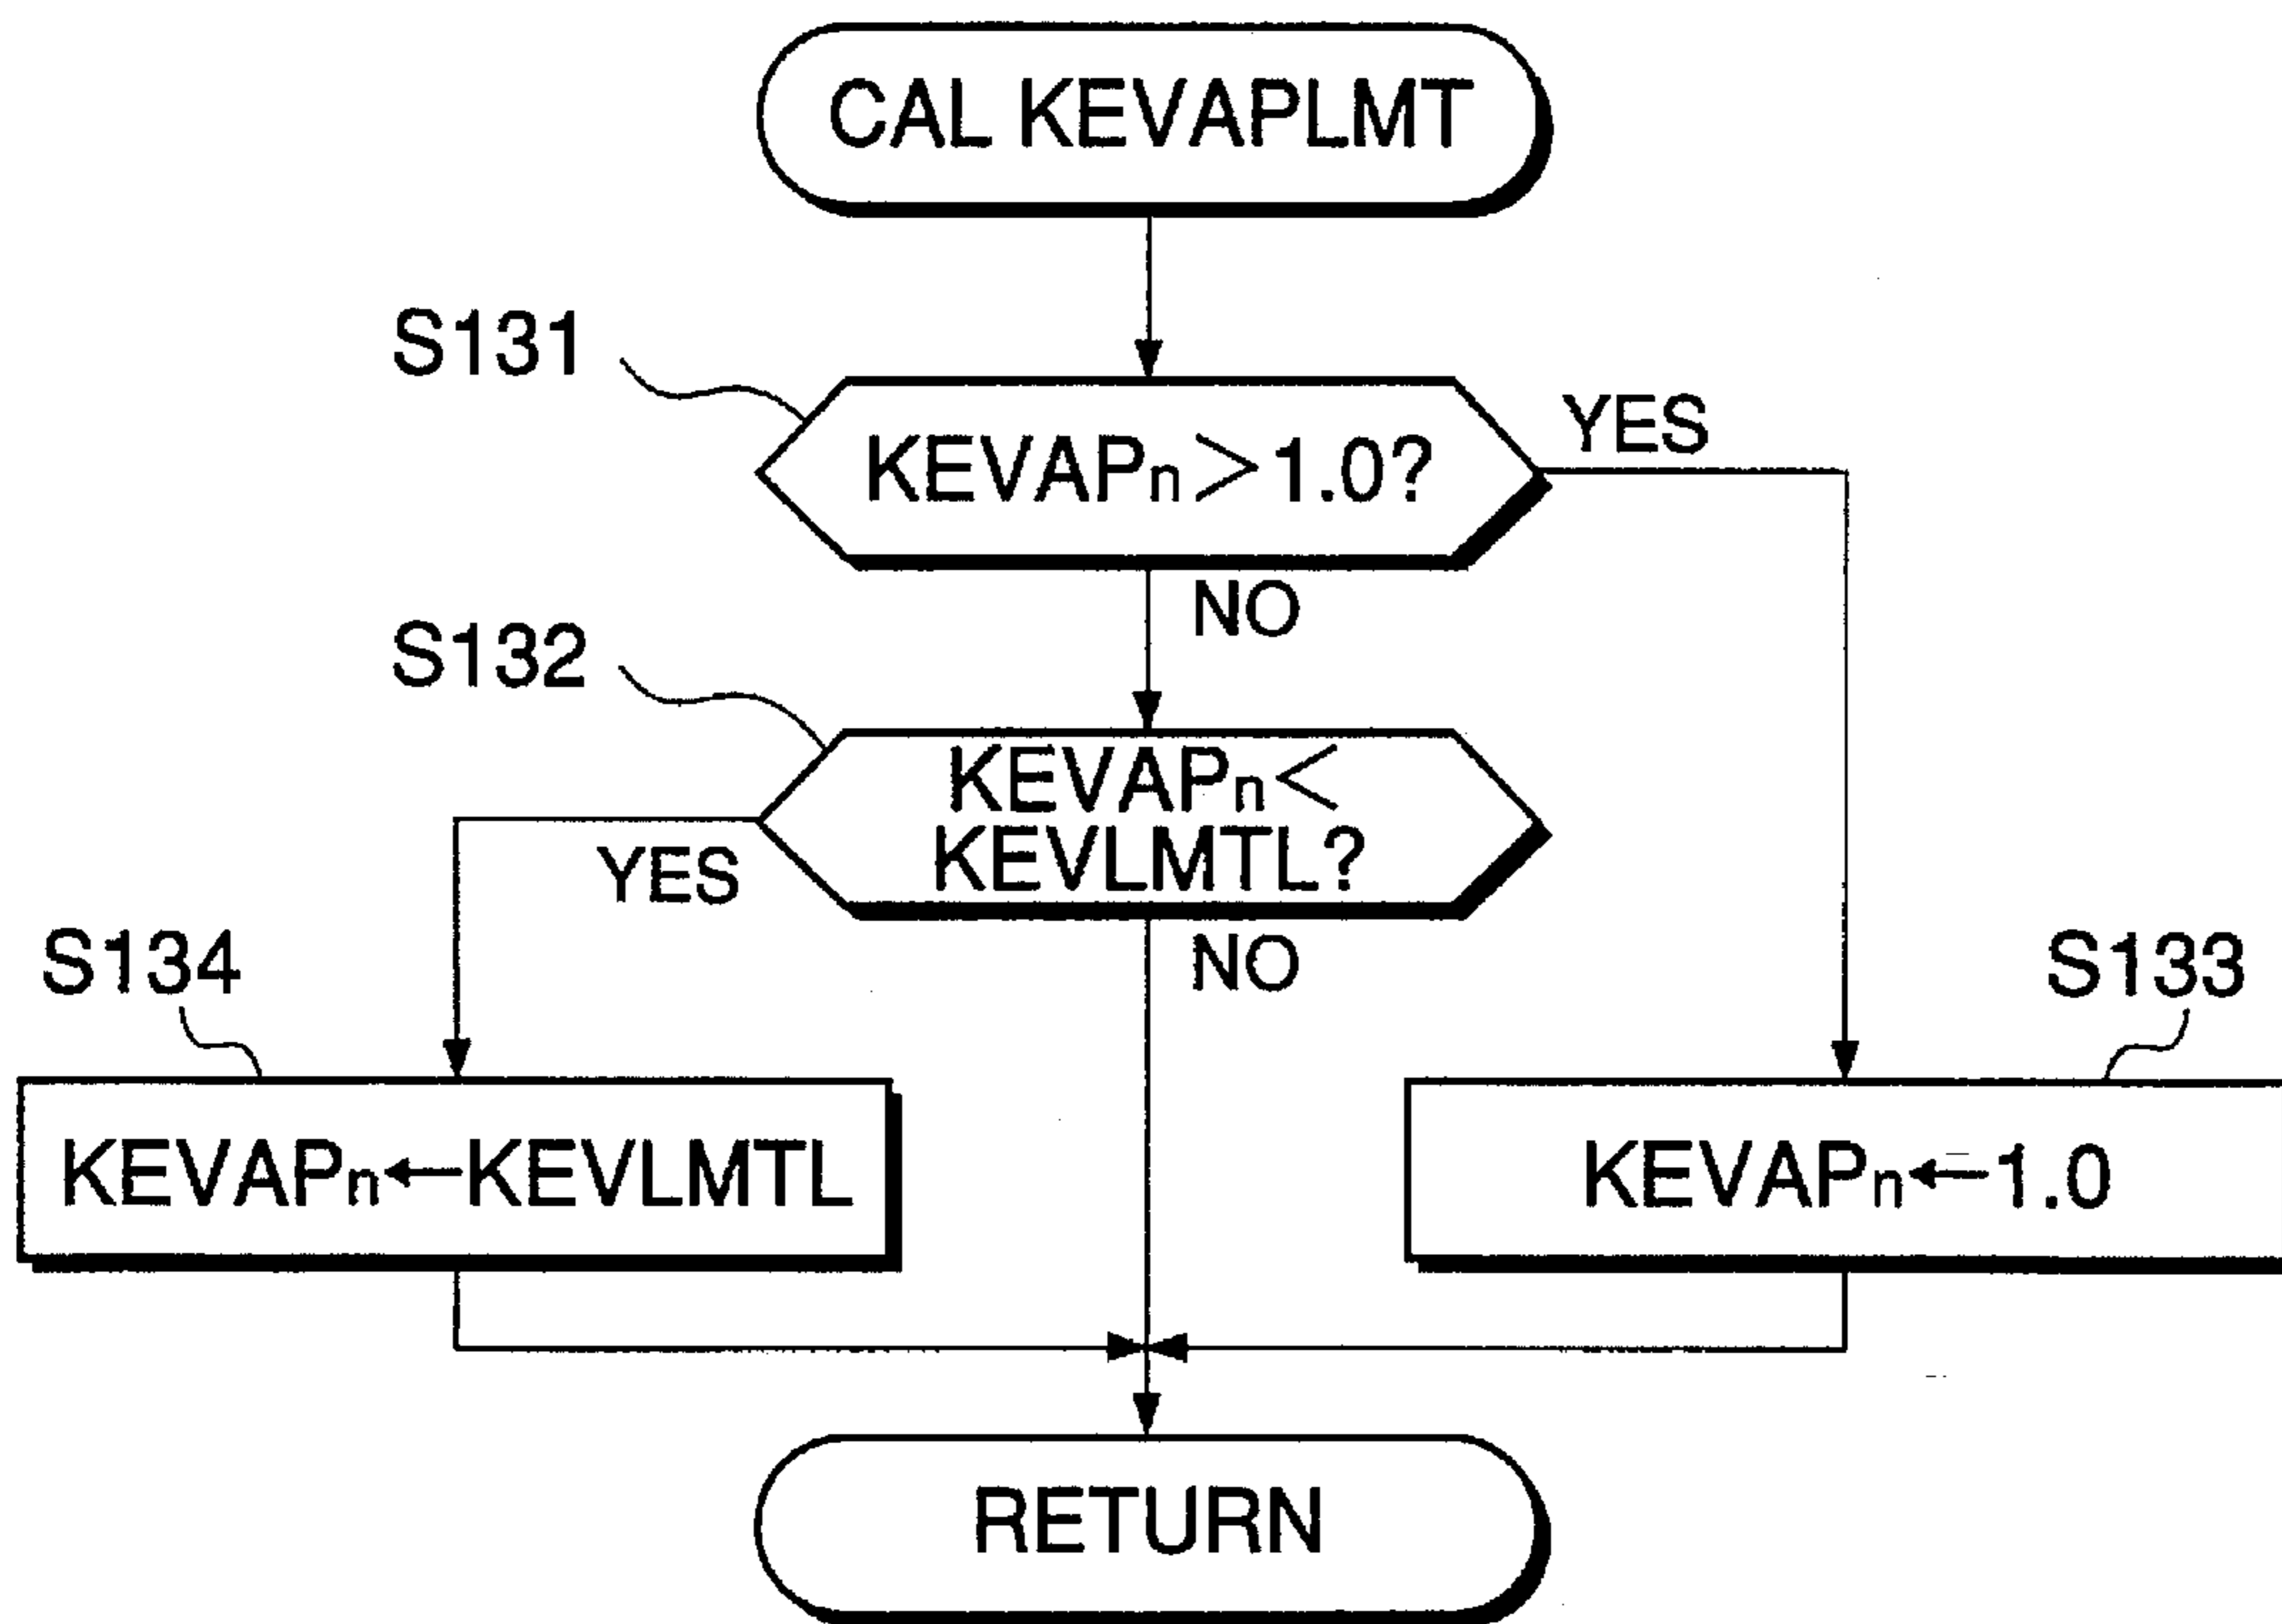 CAL KEVAPLMT
S131
KEVAPn>1.0?
YES
NO
S132
KEVAPn<
KEVLMTL?
YES
NO
S134
S133
KEVAPn←KEVLMTL
KEVAPn←1.0
RETURN